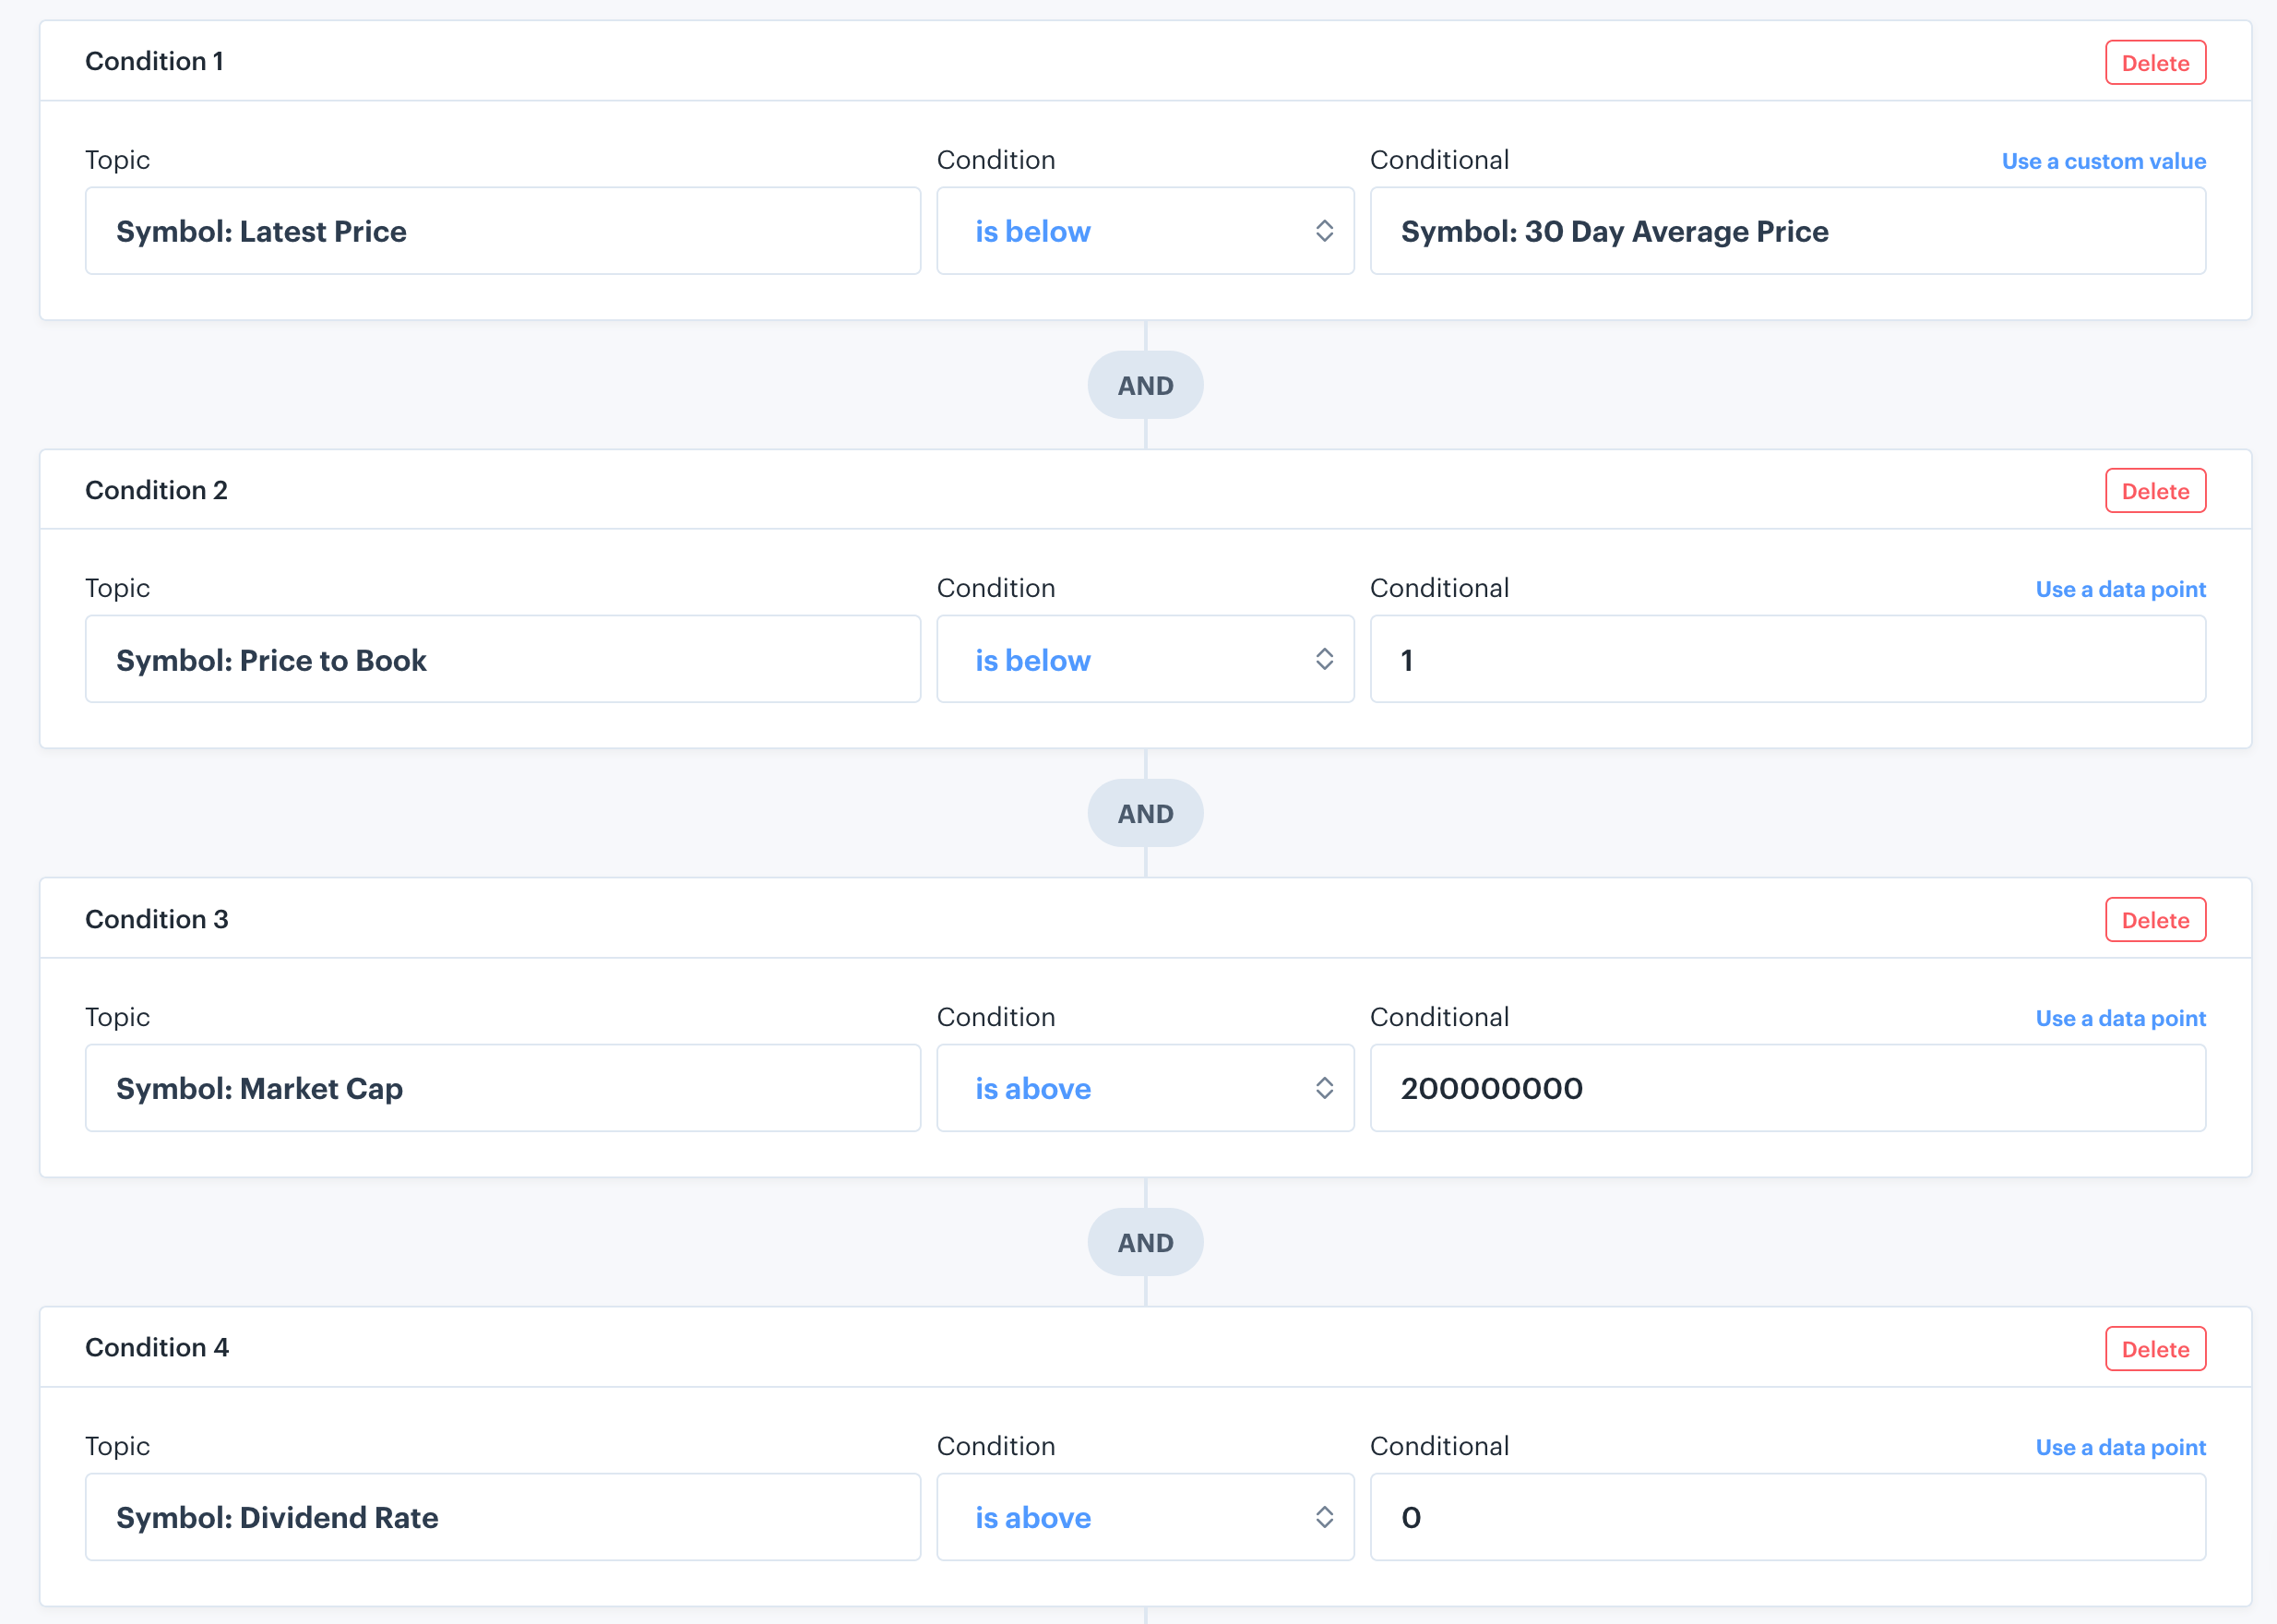 Condition 1 Delete
Topic Condition Conditional Use a custom value
Symbol: Latest Price is below Symbol: 30 Day Average Price
AND
Condition 2 Delete
Topic Condition Conditional Use a data point
Symbol: Price to Book is below 1
AND
Condition 3 Delete
Topic Condition Conditional Use a data point
Symbol: Market Cap is above 200000000
AND
Condition 4 Delete
Topic Condition Conditional Use a data point
Symbol: Dividend Rate is above 0